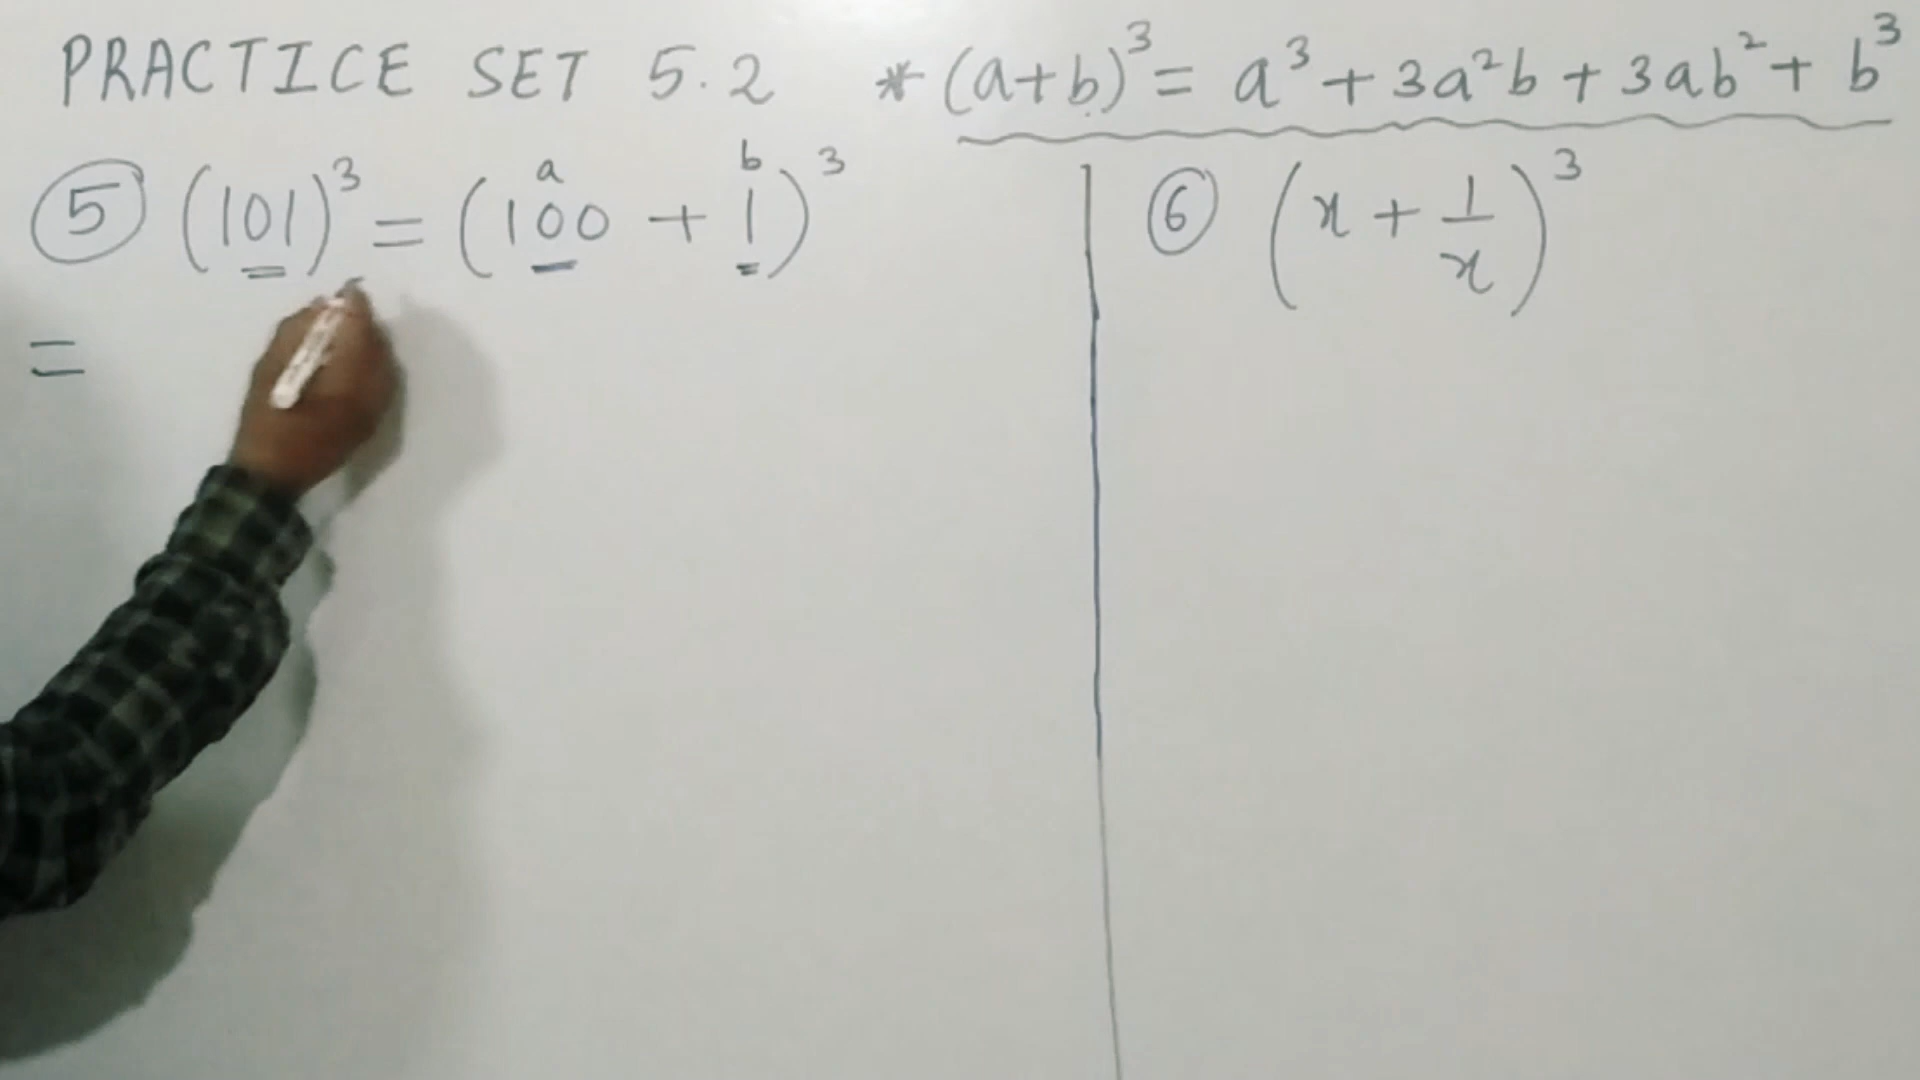 PRACTICE SET 5.2
* (a+b)³ = a³ + 3a²b + 3ab² + b³
⑤ (101)³ = (100 + 1)³
a b
=
⑥ (x + 1/x)³